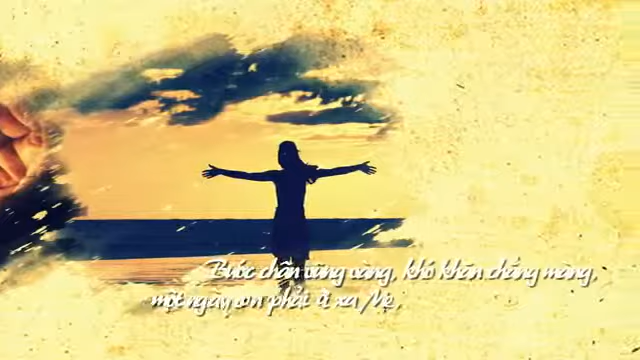 Bước chân vững vàng, khó khăn chẳng màng,
một ngày con phải đi xa Mẹ.